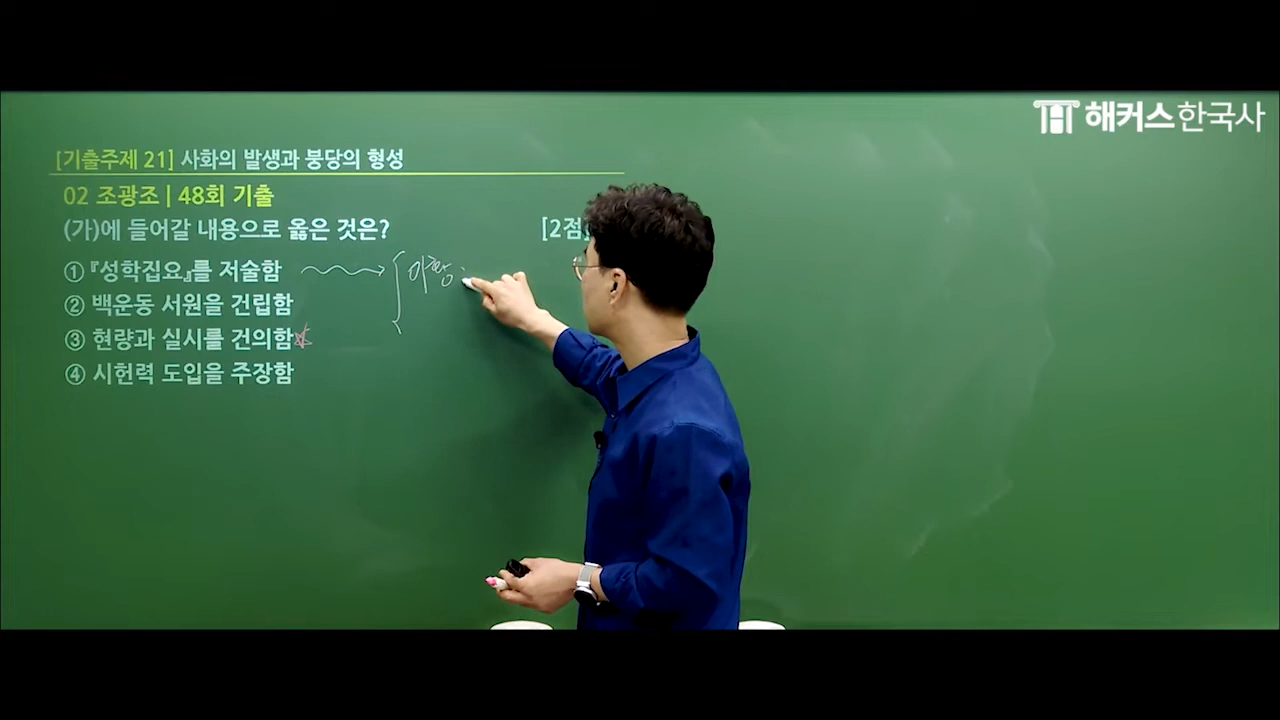 해커스한국사
[기출주제 21] 사화의 발생과 붕당의 형성
02 조광조 | 48회 기출
(가)에 들어갈 내용으로 옳은 것은? [2점
① 『성학집요』를 저술함
② 백운동 서원을 건립함
③ 현량과 실시를 건의함
④ 시헌력 도입을 주장함